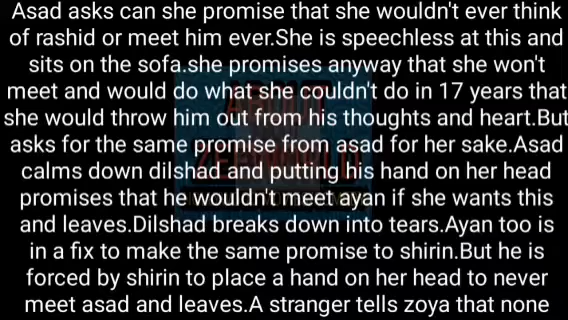 Asad asks can she promise that she wouldn't ever think
of rashid or meet him ever.She is speechless at this and
sits on the sofa.she promises anyway that she won't
meet and would do what she couldn't do in 17 years that
she would throw him out from his thoughts and heart.But
asks for the same promise from asad for her sake.Asad
calms down dilshad and putting his hand on her head
promises that he wouldn't meet ayan if she wants this
and leaves.Dilshad breaks down into tears.Ayan too is
in a fix to make the same promise to shirin.But he is
forced by shirin to place a hand on her head to never
meet asad and leaves.A stranger tells zoya that none